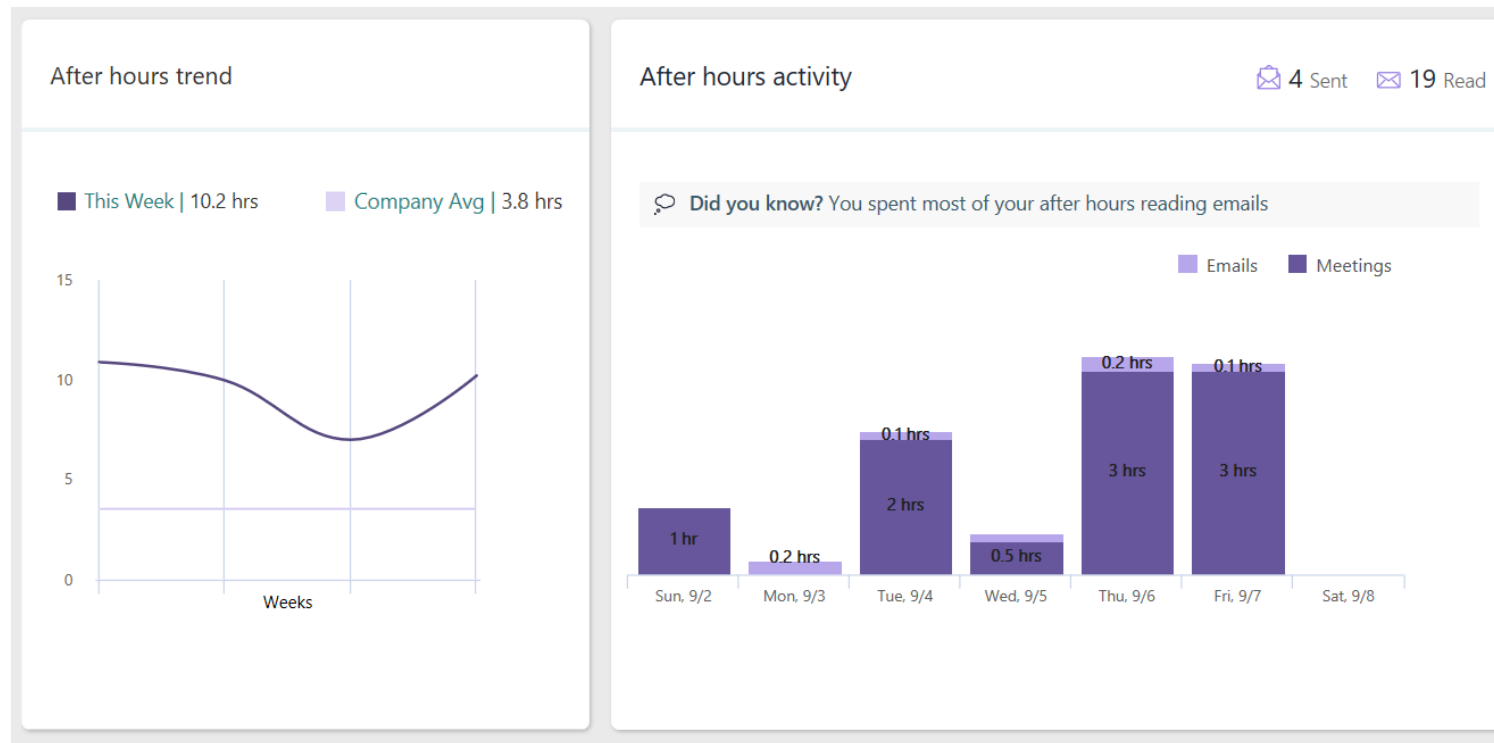 After hours trend
This Week | 10.2 hrs
Company Avg | 3.8 hrs
15
10
5
0
Weeks
After hours activity
4 Sent
19 Read
Did you know? You spent most of your after hours reading emails
Emails
Meetings
1 hr
0.2 hrs
0.1 hrs
2 hrs
0.5 hrs
0.2 hrs
3 hrs
0.1 hrs
3 hrs
Sun, 9/2
Mon, 9/3
Tue, 9/4
Wed, 9/5
Thu, 9/6
Fri, 9/7
Sat, 9/8